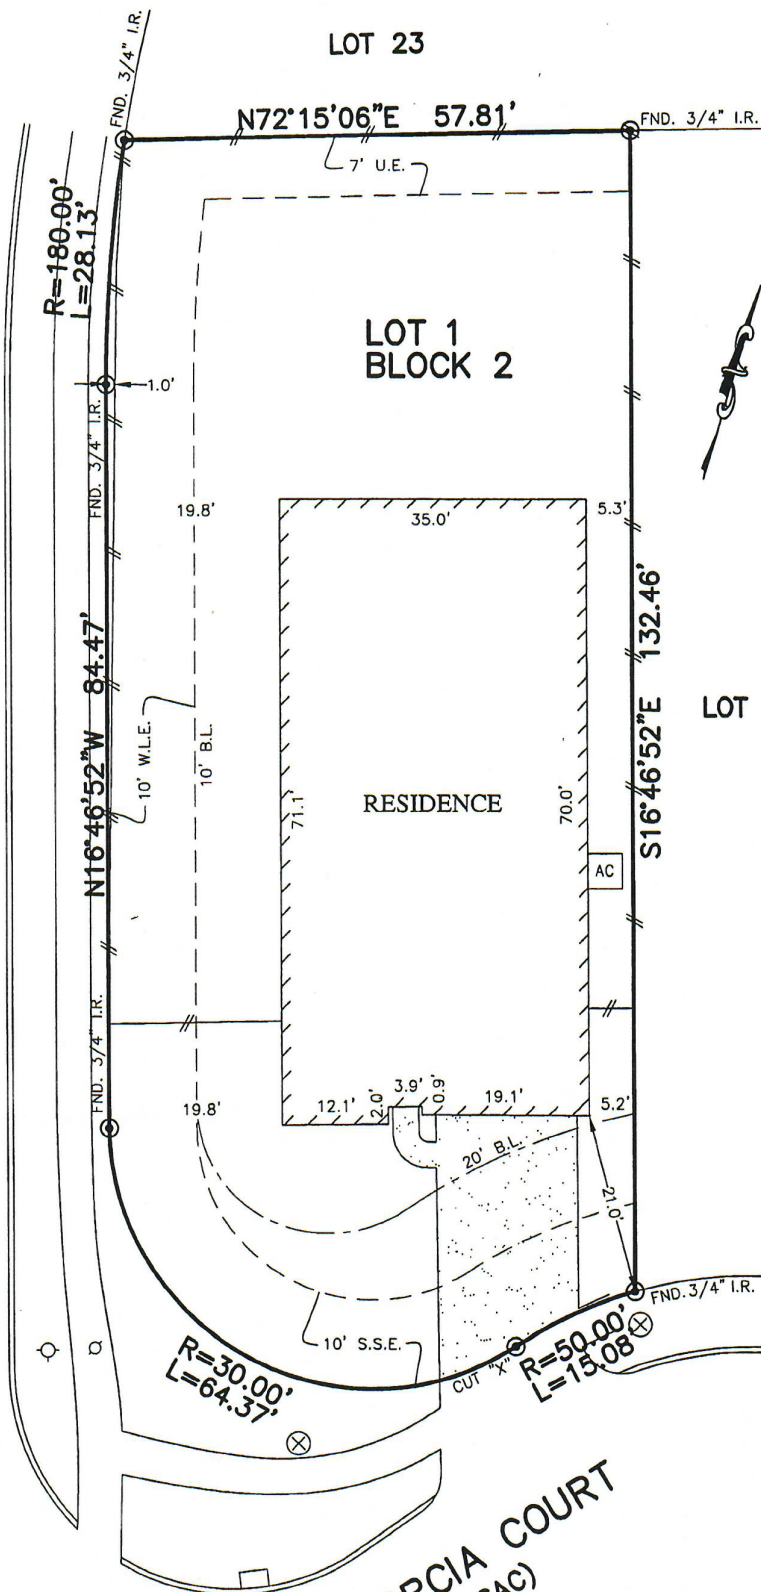 LOT 23
FND. 3/4" I.R.
N72°15'06"E 57.81'
FND. 3/4" I.R.
7' U.E.
R=180.00'
L=28.13'
LOT 1
BLOCK 2
1.0'
FND. 3/4" I.R.
19.8'
35.0'
5.3'
S16°46'52"E 132.46'
N16°46'52"W 84.47'
10' W.L.E.
10' B.L.
LOT
71.1'
RESIDENCE
70.0'
AC
FND. 3/4" I.R.
19.8'
12.1'
2.0'
3.9'
0.6'
19.1'
5.2'
20' B.L.
21.0'
FND. 3/4" I.R.
10' S.S.E.
CUT "X"
R=50.00'
L=15.08'
R=30.00'
L=64.37'
COURT